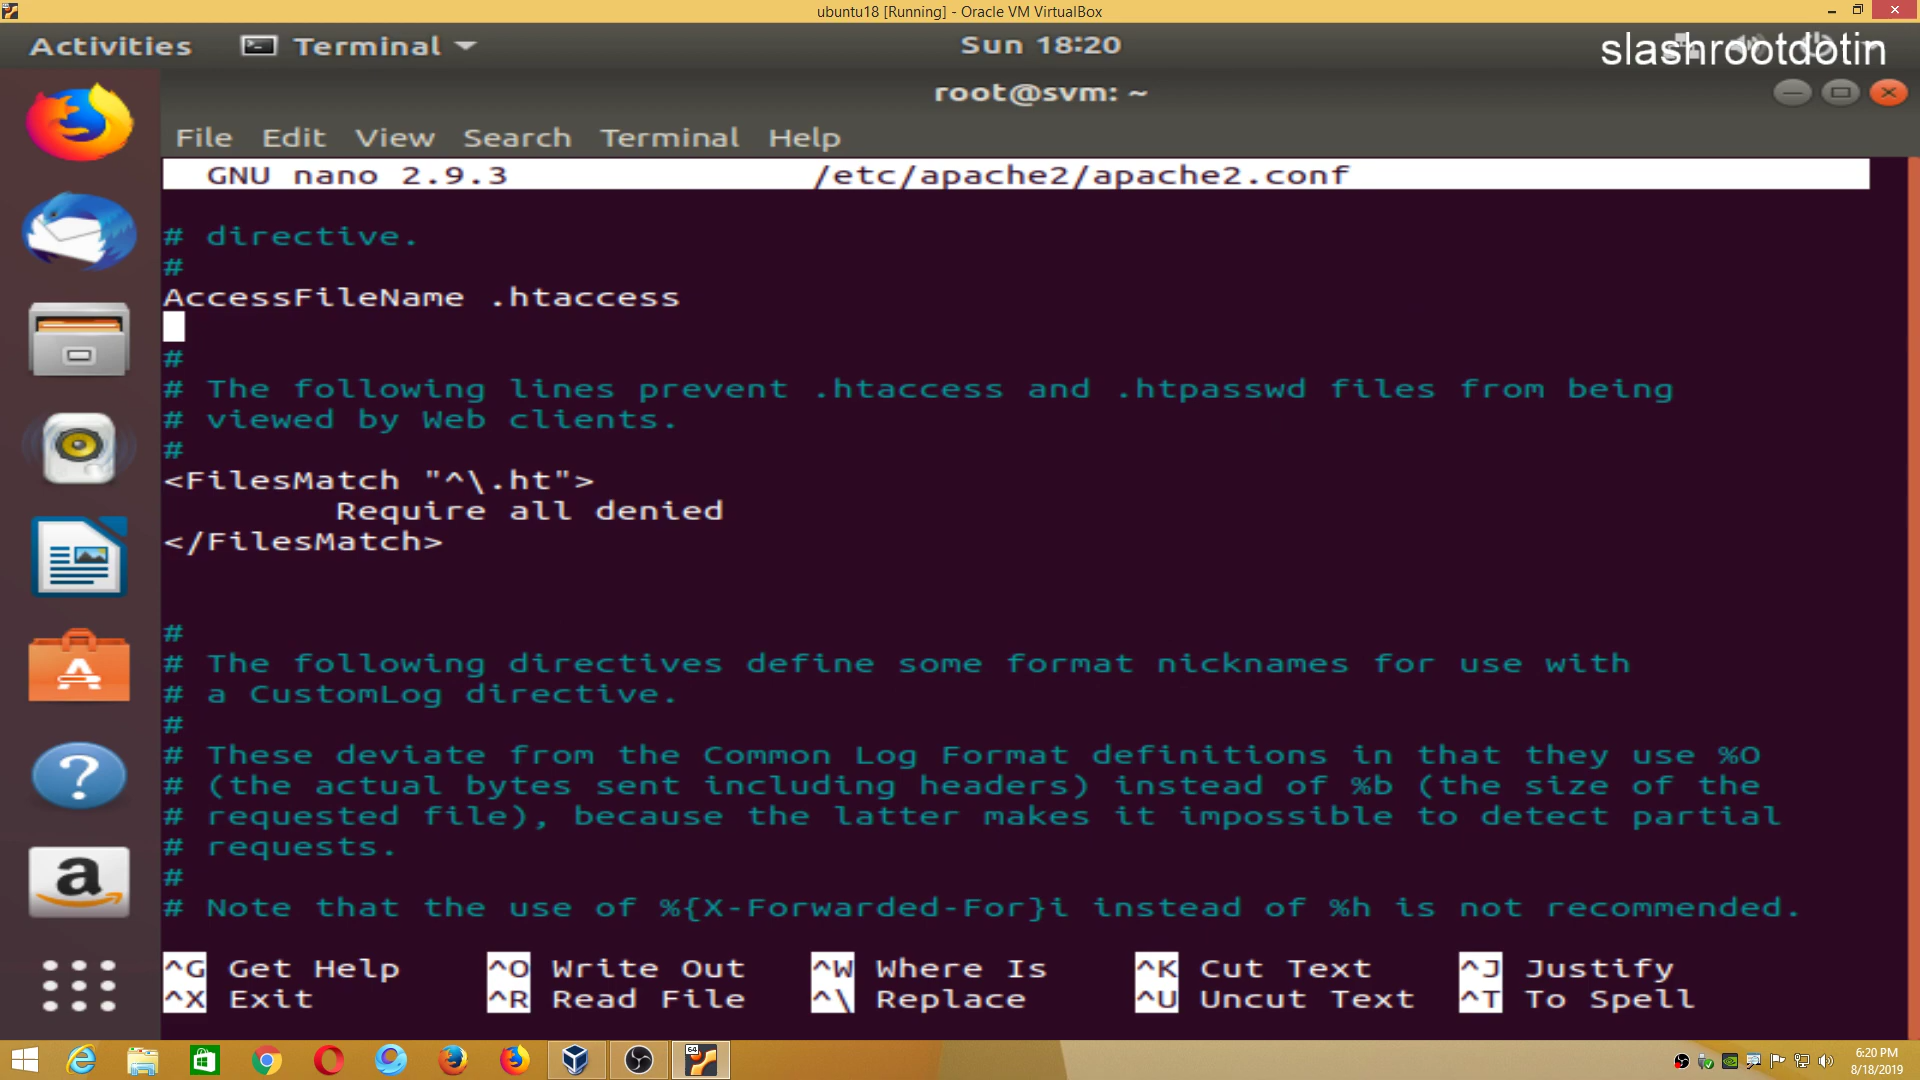 ubuntu18 [Running] - Oracle VM VirtualBox
Activities Terminal Sun 18:20
slashrootdotin
root@svm: ~
File Edit View Search Terminal Help
GNU nano 2.9.3 /etc/apache2/apache2.conf
# directive.
#
AccessFileName .htaccess
#
# The following lines prevent .htaccess and .htpasswd files from being
# viewed by Web clients.
#
<FilesMatch "^\.ht">
Require all denied
</FilesMatch>
#
# The following directives define some format nicknames for use with
# a CustomLog directive.
#
# These deviate from the Common Log Format definitions in that they use %O
# (the actual bytes sent including headers) instead of %b (the size of the
# requested file), because the latter makes it impossible to detect partial
# requests.
#
# Note that the use of %{X-Forwarded-For}i instead of %h is not recommended.
^G Get Help ^O Write Out ^W Where Is ^K Cut Text ^J Justify
^X Exit ^R Read File ^\ Replace ^U Uncut Text ^T To Spell
64
6:20 PM
8/18/2019